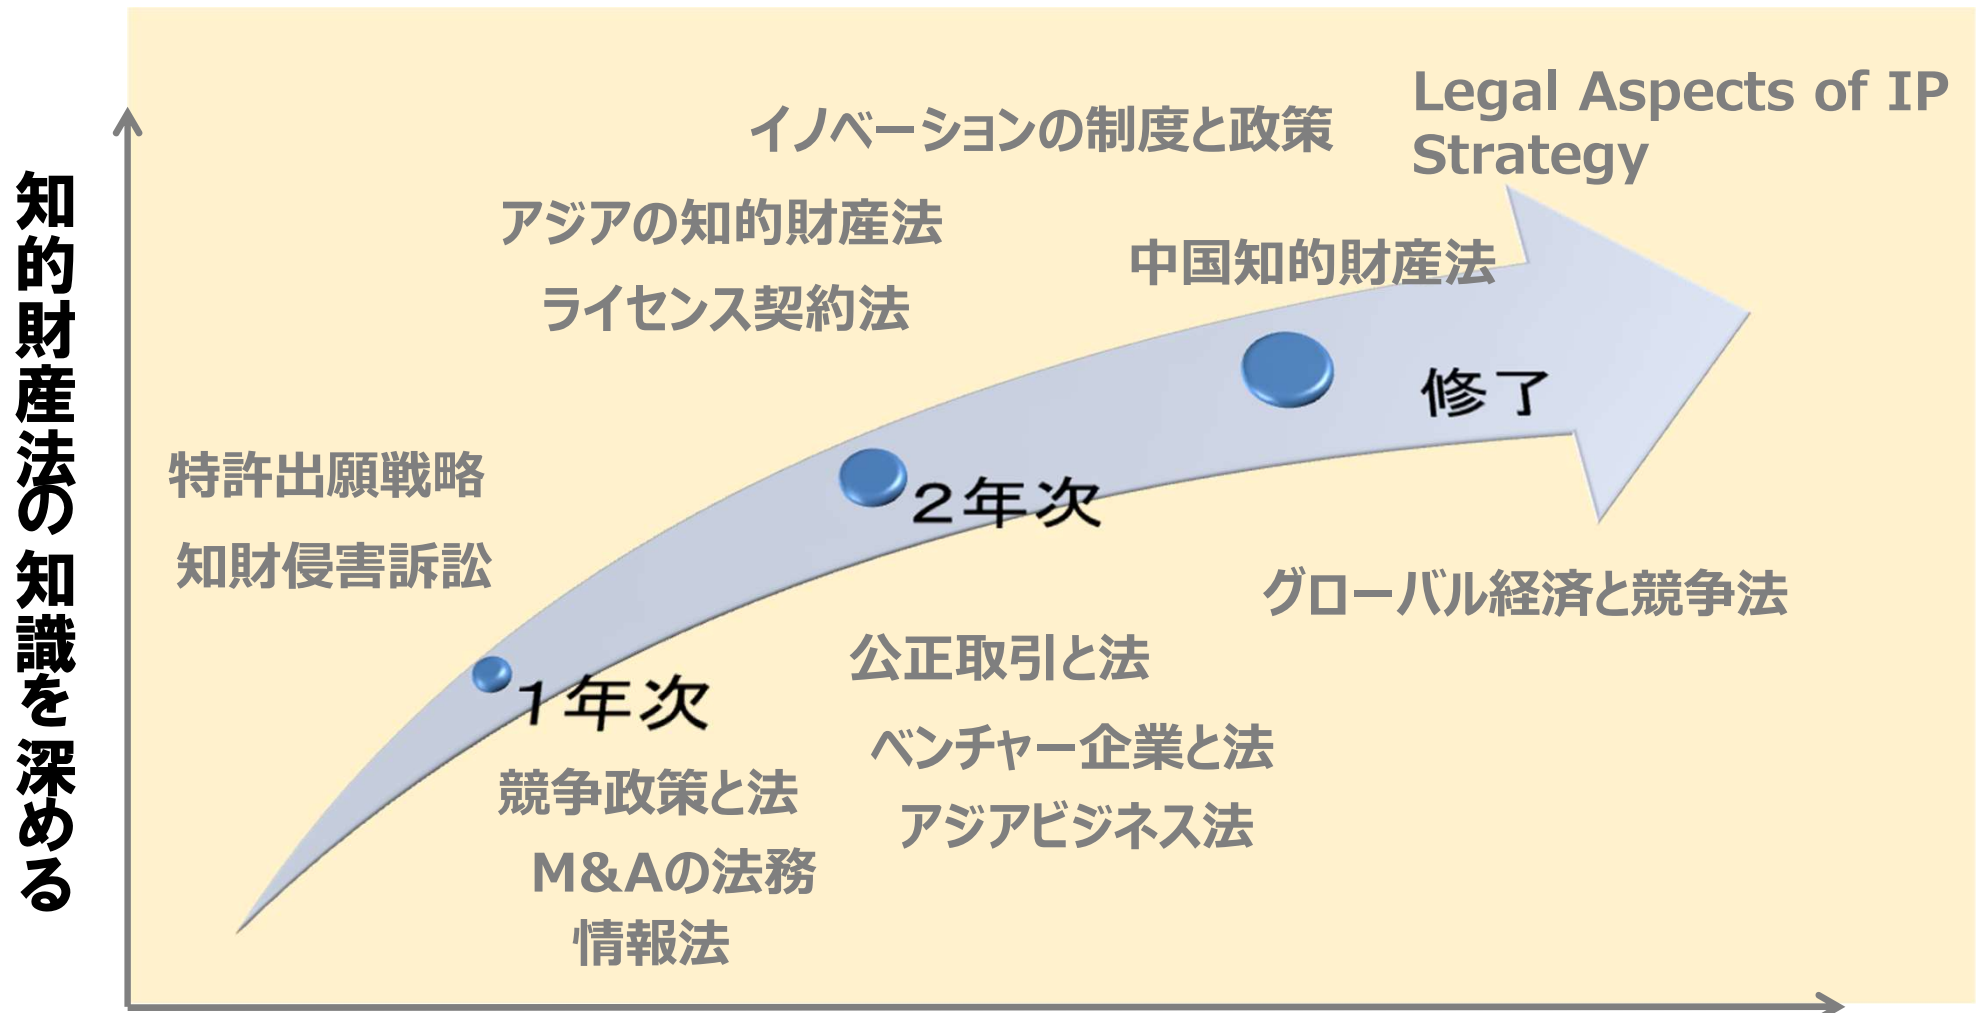 知的財産法の知識を深める
Legal Aspects of IP
Strategy
イノベーションの制度と政策
アジアの知的財産法
中国知的財産法
ライセンス契約法
修了
特許出願戦略
2年次
知財侵害訴訟
グローバル経済と競争法
公正取引と法
1年次
ベンチャー企業と法
競争政策と法
アジアビジネス法
M&Aの法務
情報法